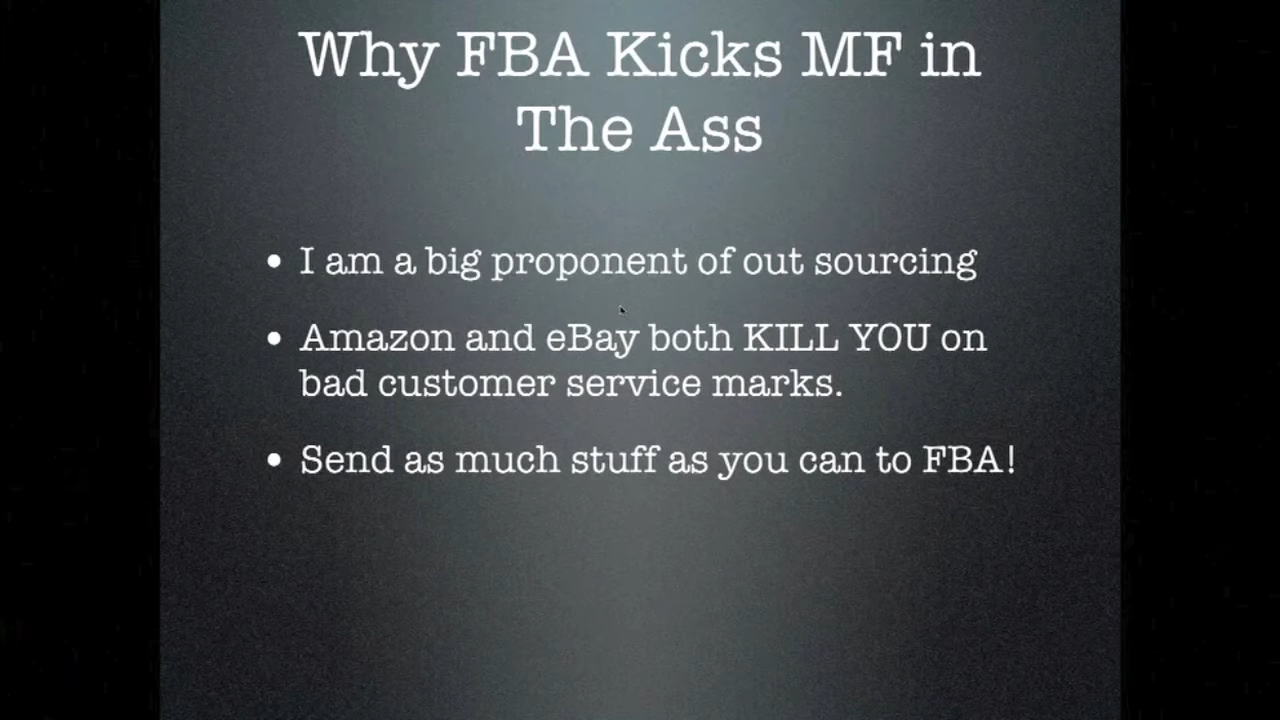 Why FBA Kicks MF in
The Ass
• I am a big proponent of out sourcing
• Amazon and eBay both KILL YOU on
bad customer service marks.
• Send as much stuff as you can to FBA!